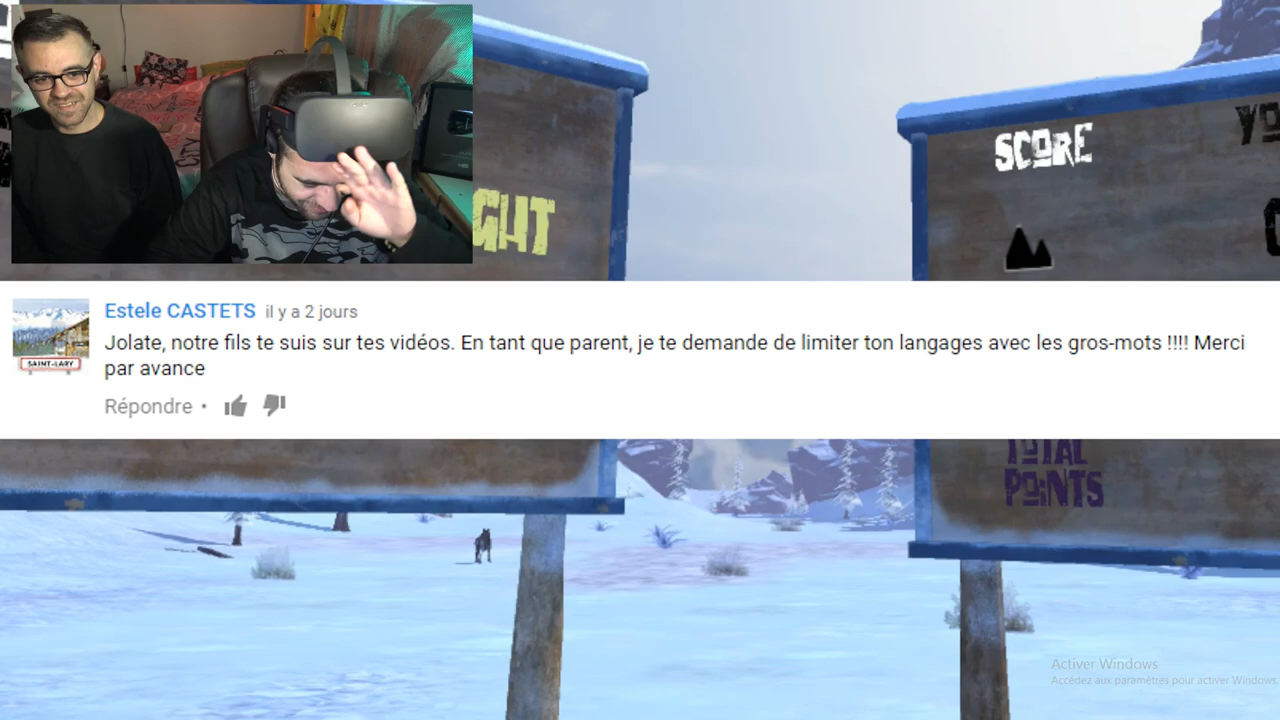 SCORE
GHT
Estele CASTETS il y a 2 jours
Jolate, notre fils te suis sur tes vidéos. En tant que parent, je te demande de limiter ton langages avec les gros-mots !!!! Merci
par avance
SAINT-LARY
Répondre •
TOTAL
POINTS
Activer Windows
Accédez aux paramètres pour activer Windows.